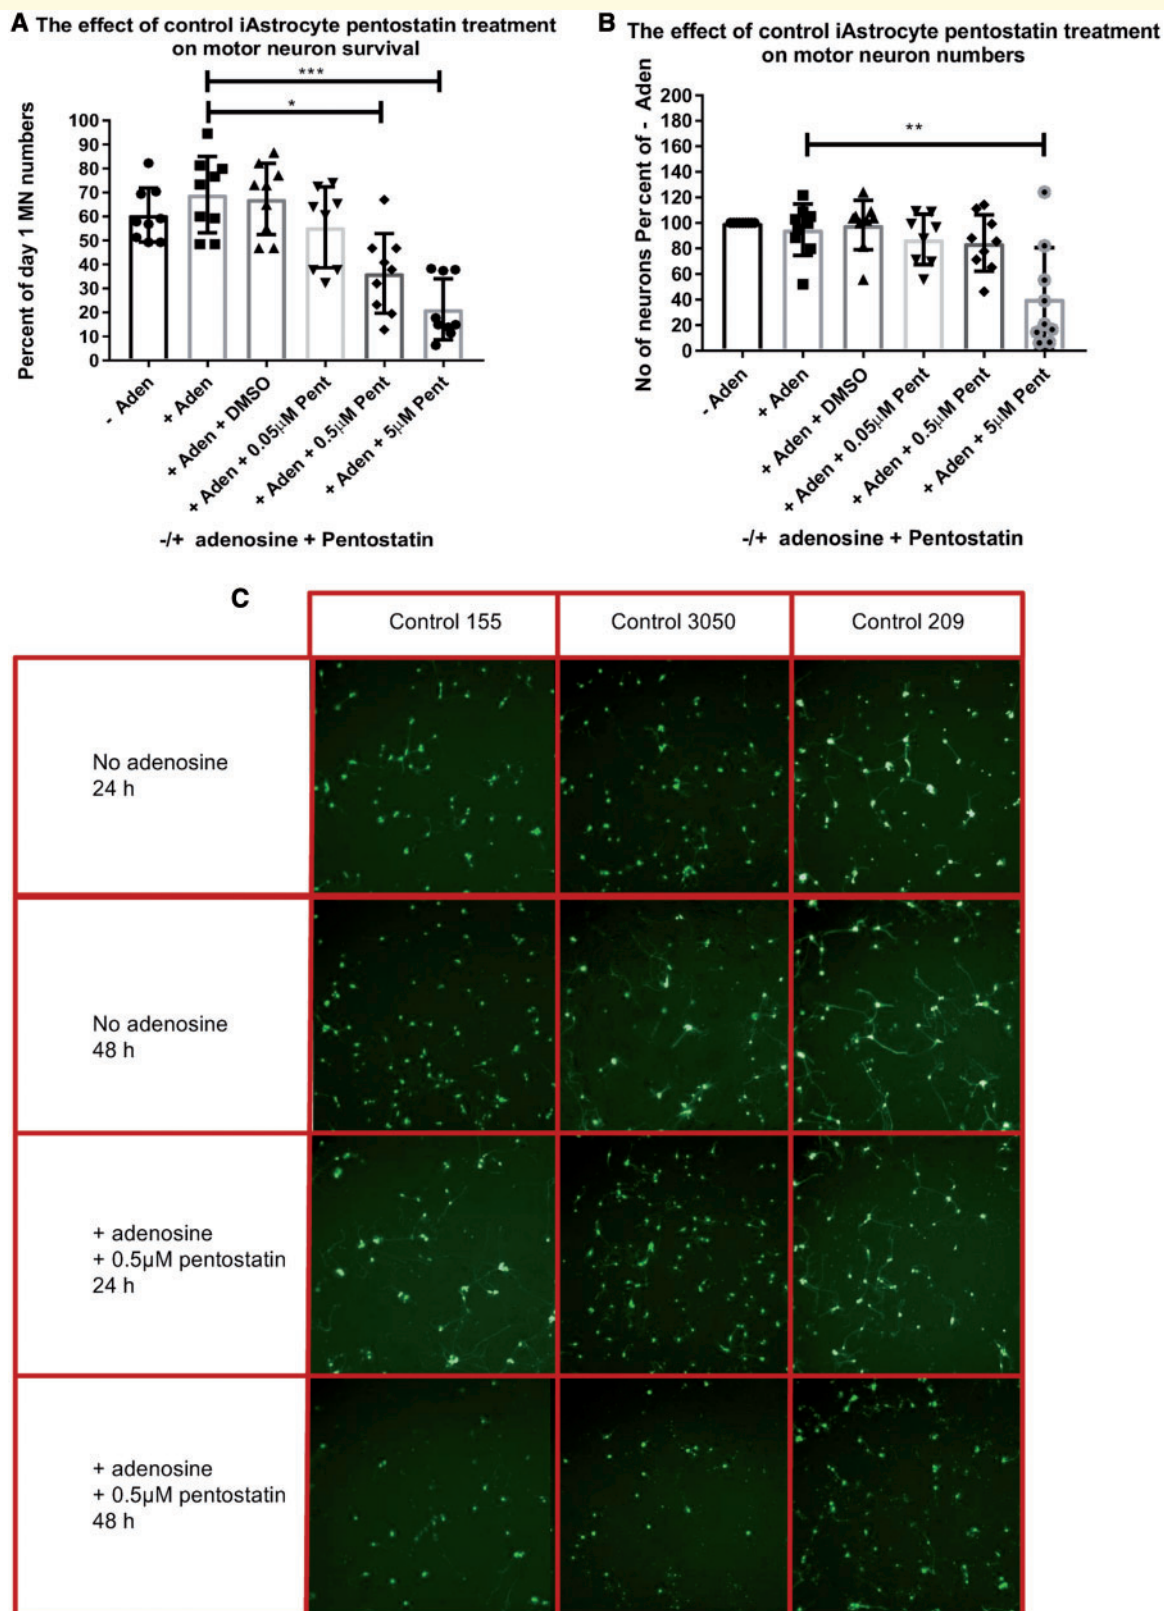 A The effect of control iAstrocyte pentostatin treatment
on motor neuron survival
***
*
Percent of day 1 MN numbers
100
90
80
70
60
50
40
30
20
10
0
- Aden
+ Aden
+ Aden + DMSO
+ Aden + 0.05µM Pent
+ Aden + 0.5µM Pent
+ Aden + 5µM Pent
-/+ adenosine + Pentostatin
B The effect of control iAstrocyte pentostatin treatment
on motor neuron numbers
**
No of neurons Percent of - Aden
200
180
160
140
120
100
80
60
40
20
0
- Aden
+ Aden
+ Aden + DMSO
+ Aden + 0.05µM Pent
+ Aden + 0.5µM Pent
+ Aden + 5µM Pent
-/+ adenosine + Pentostatin
C
Control 155 Control 3050 Control 209
No adenosine
24 h
No adenosine
48 h
+ adenosine
+ 0.5µM pentostatin
24 h
+ adenosine
+ 0.5µM pentostatin
48 h